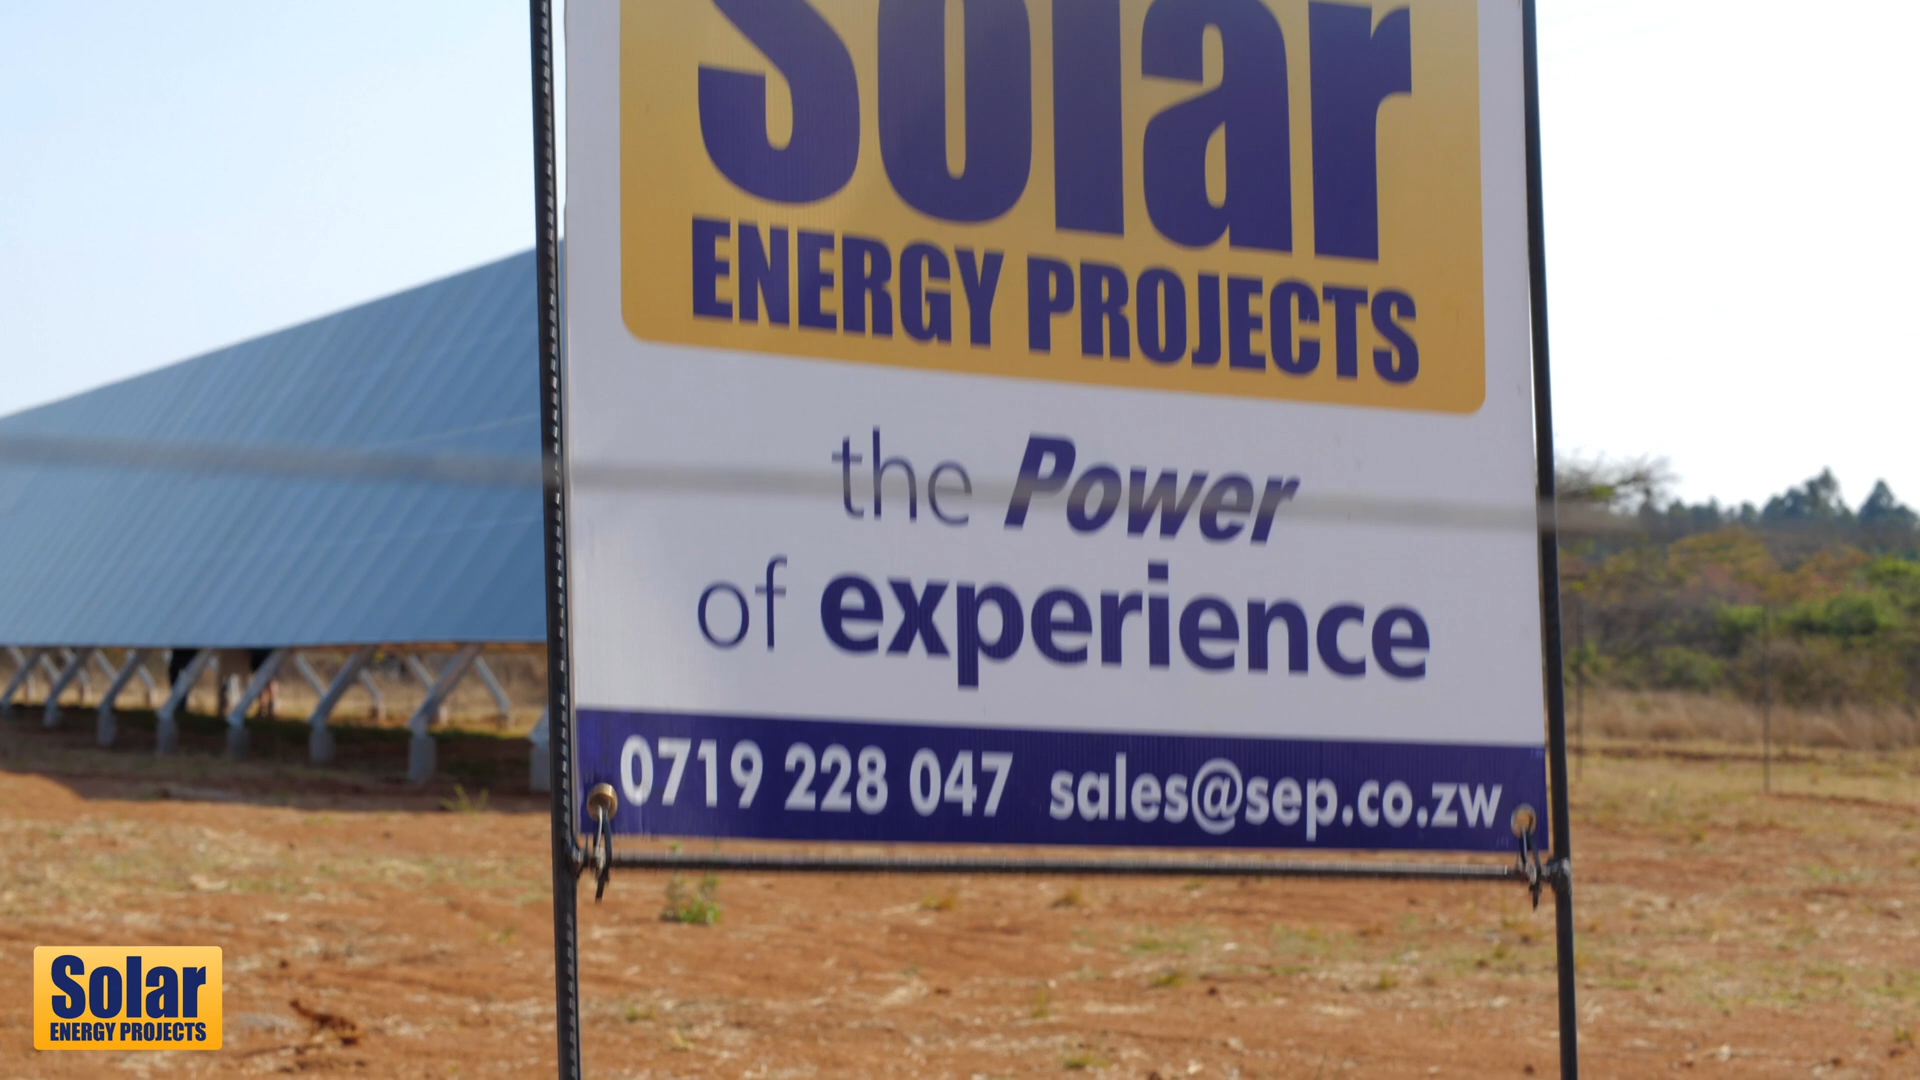 Solar
ENERGY PROJECTS
the Power
of experience
0719 228 047 sales@sep.co.zw
Solar
ENERGY PROJECTS